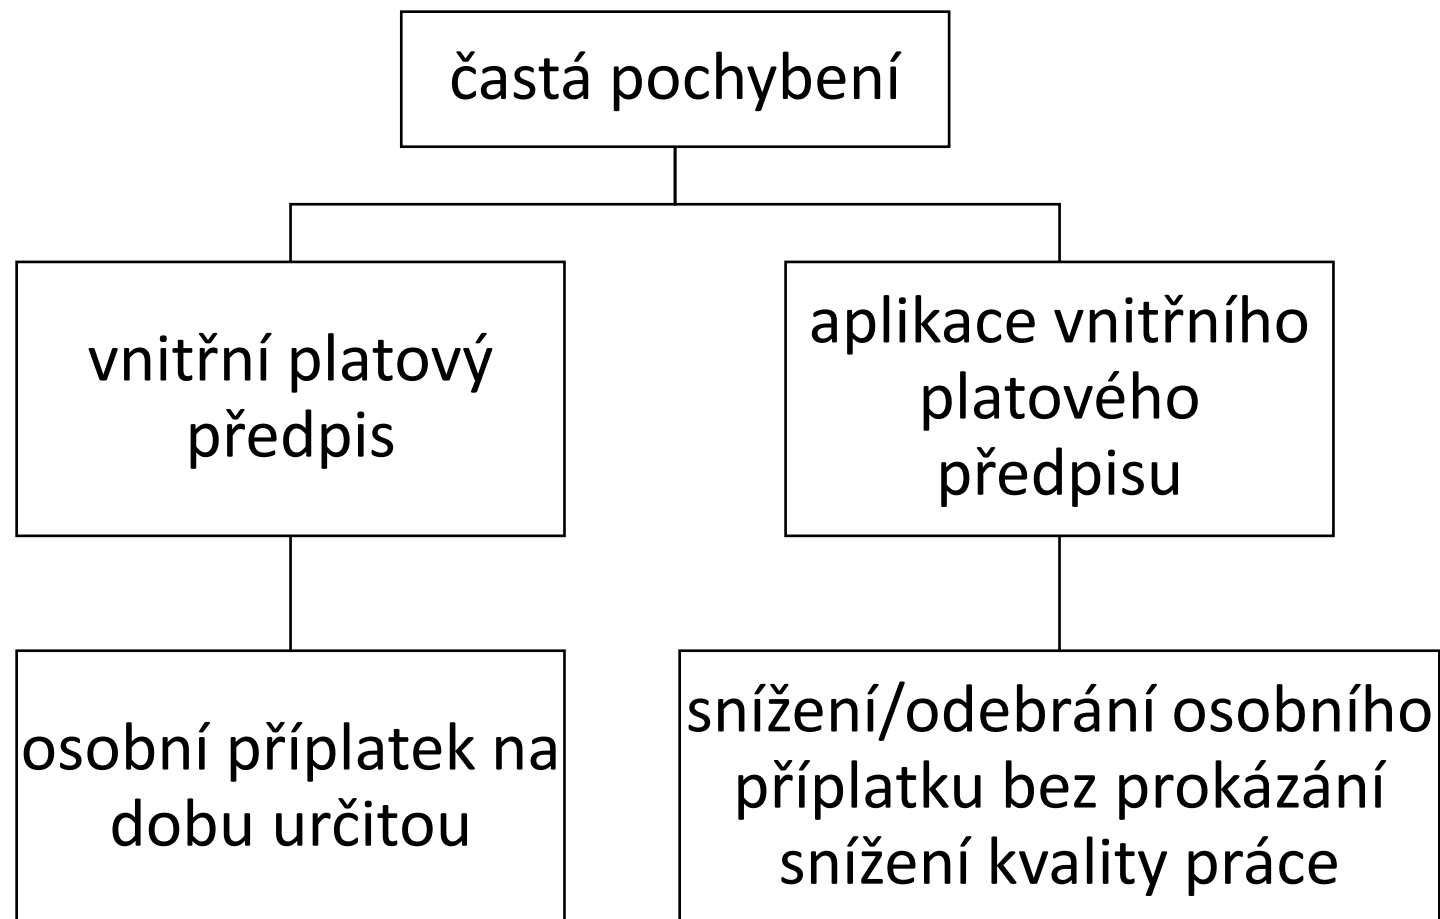 častá pochybení
vnitřní platový
předpis
aplikace vnitřního
platového
předpisu
osobní příplatek na
dobu určitou
snížení/odebrání osobního
příplatku bez prokázání
snížení kvality práce